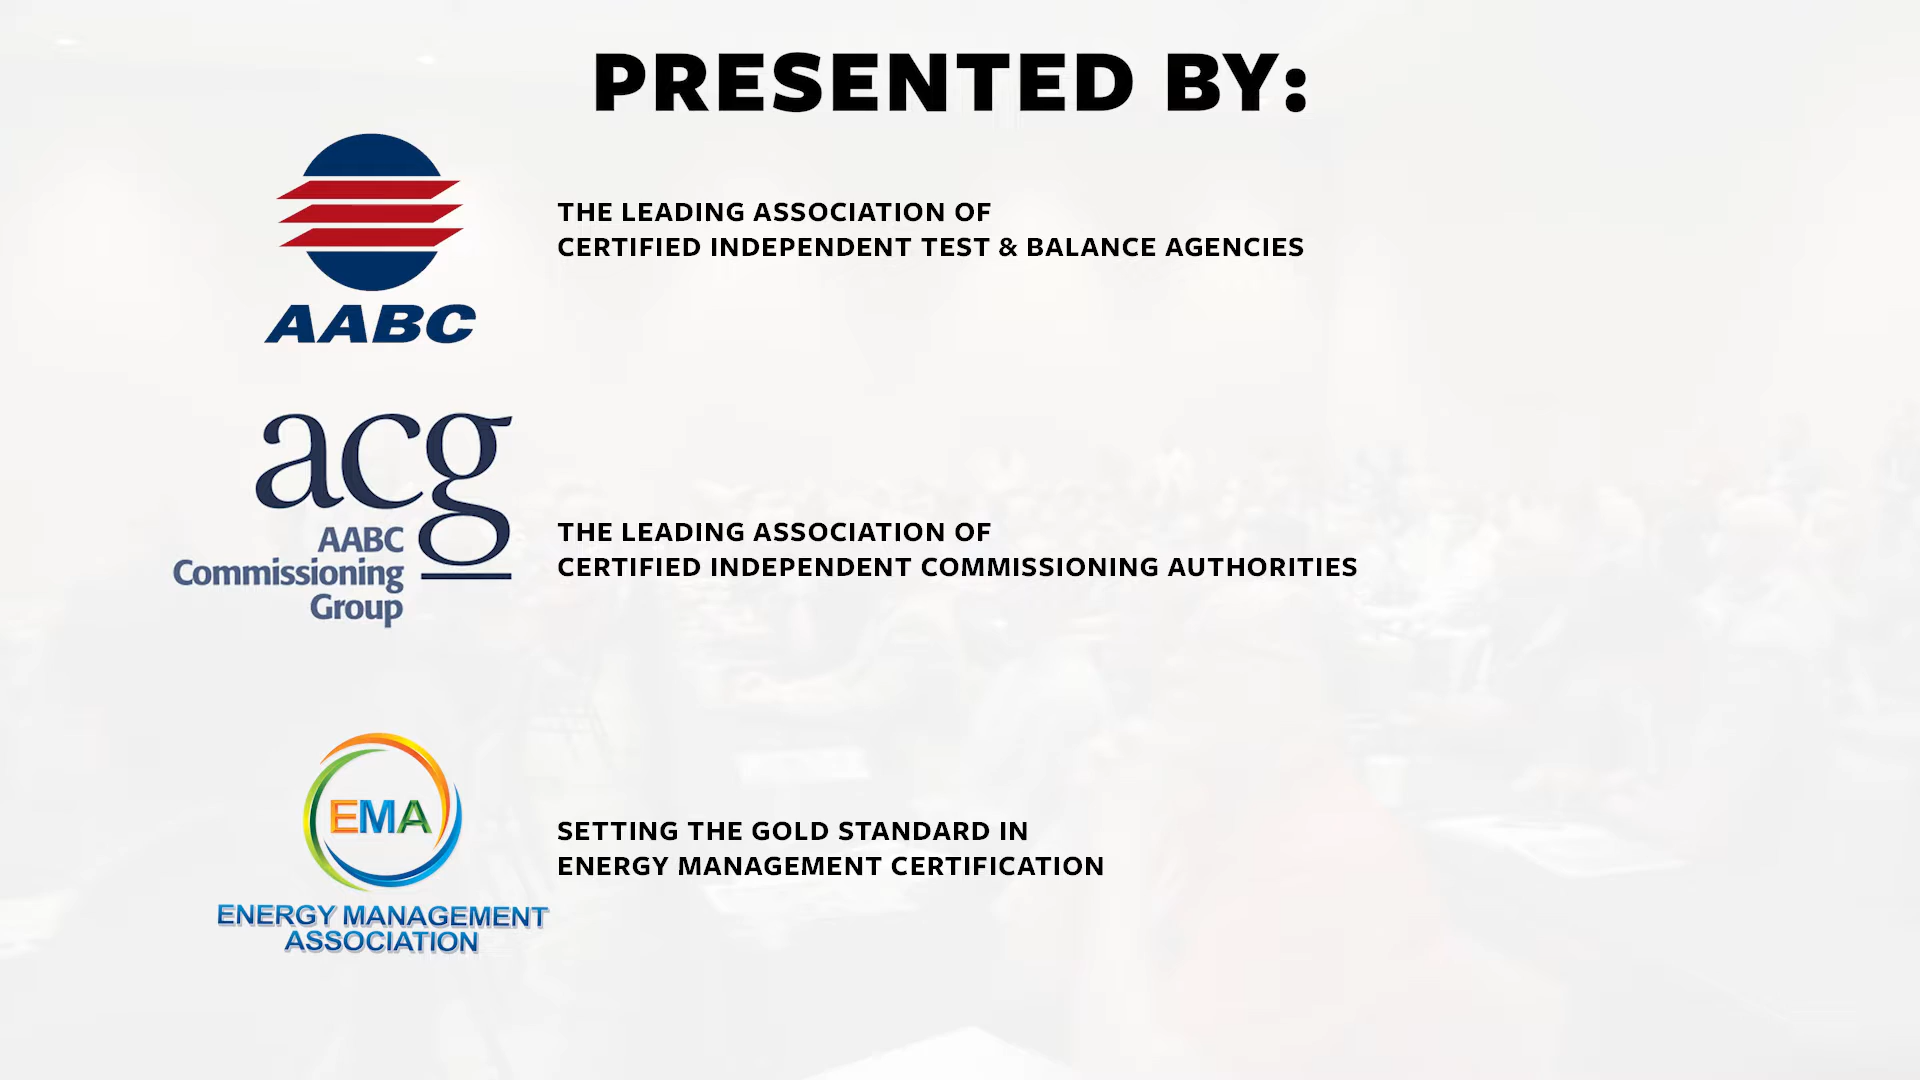 PRESENTED BY:
AABC
THE LEADING ASSOCIATION OF
CERTIFIED INDEPENDENT TEST & BALANCE AGENCIES
acg
AABC
Commissioning
Group
THE LEADING ASSOCIATION OF
CERTIFIED INDEPENDENT COMMISSIONING AUTHORITIES
EMA
ENERGY MANAGEMENT
ASSOCIATION
SETTING THE GOLD STANDARD IN
ENERGY MANAGEMENT CERTIFICATION